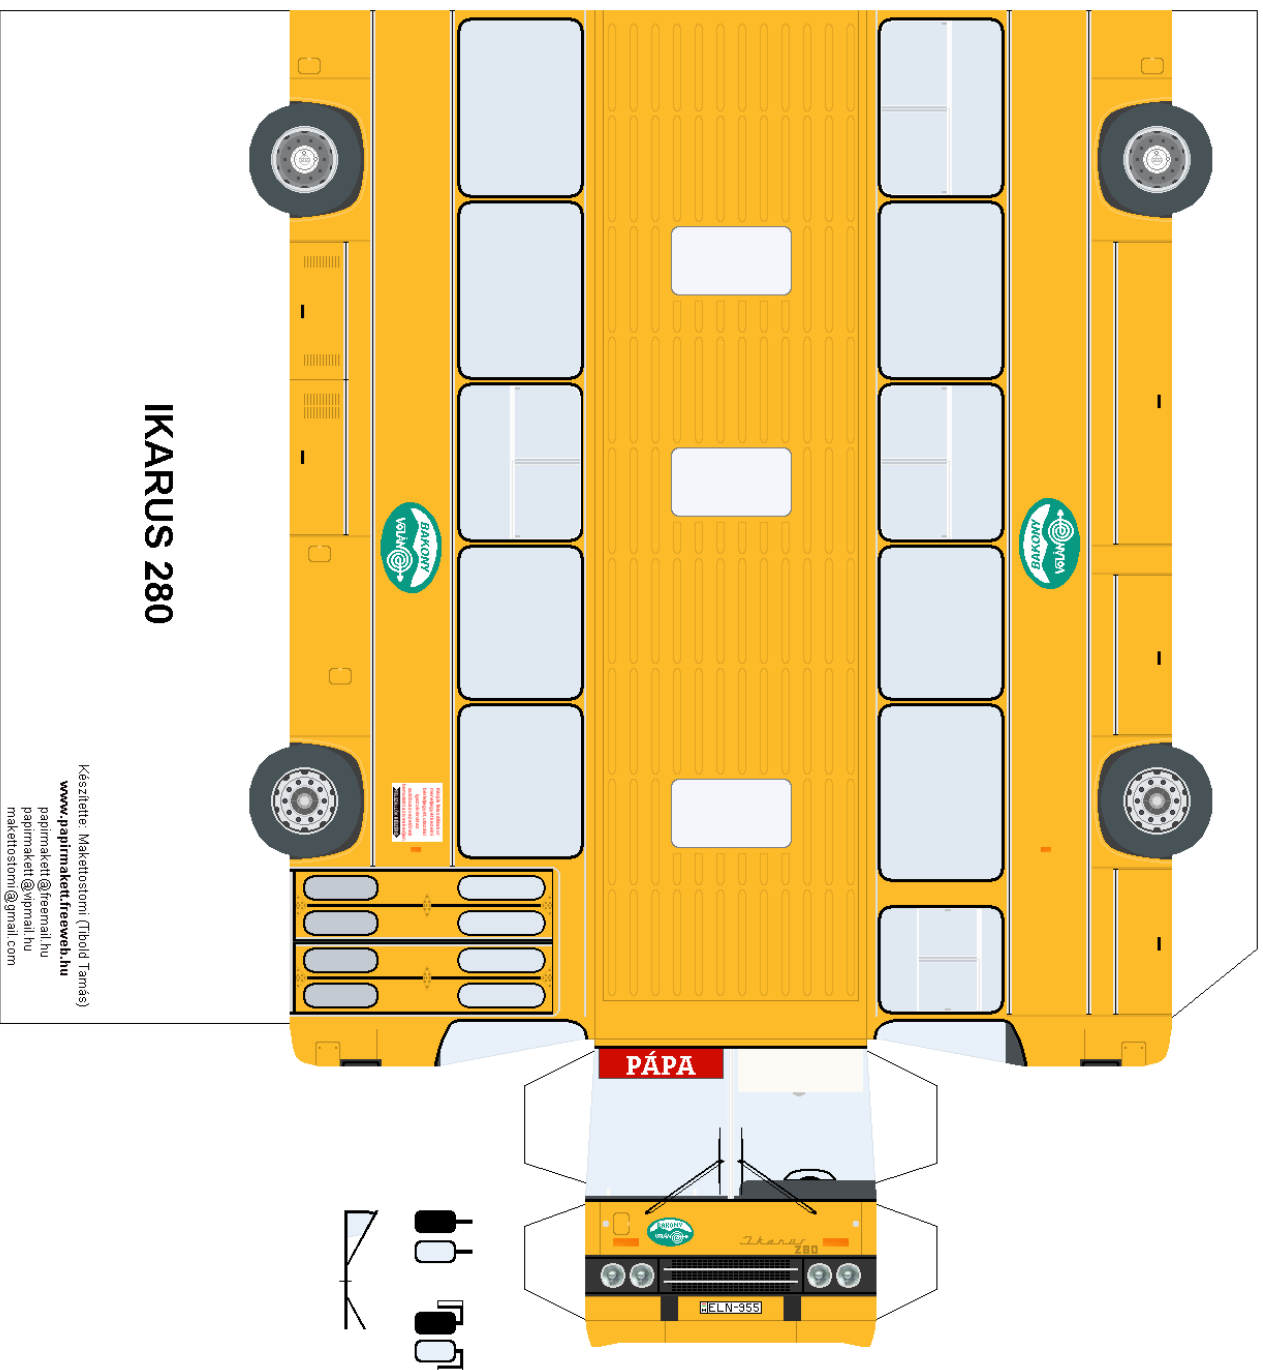 IKARUS 280
Készítette: Makettostomi (Tibold Tamás)
www.papirmakett.freeweb.hu
papirmakett@freemail.hu
papirmakett@vipmail.hu
makettostomi@gmail.com
BAKONY
VOLÁN
BAKONY
VOLÁN
PÁPA
BAKONY
VOLÁN
Ikarus
280
H ELN-955